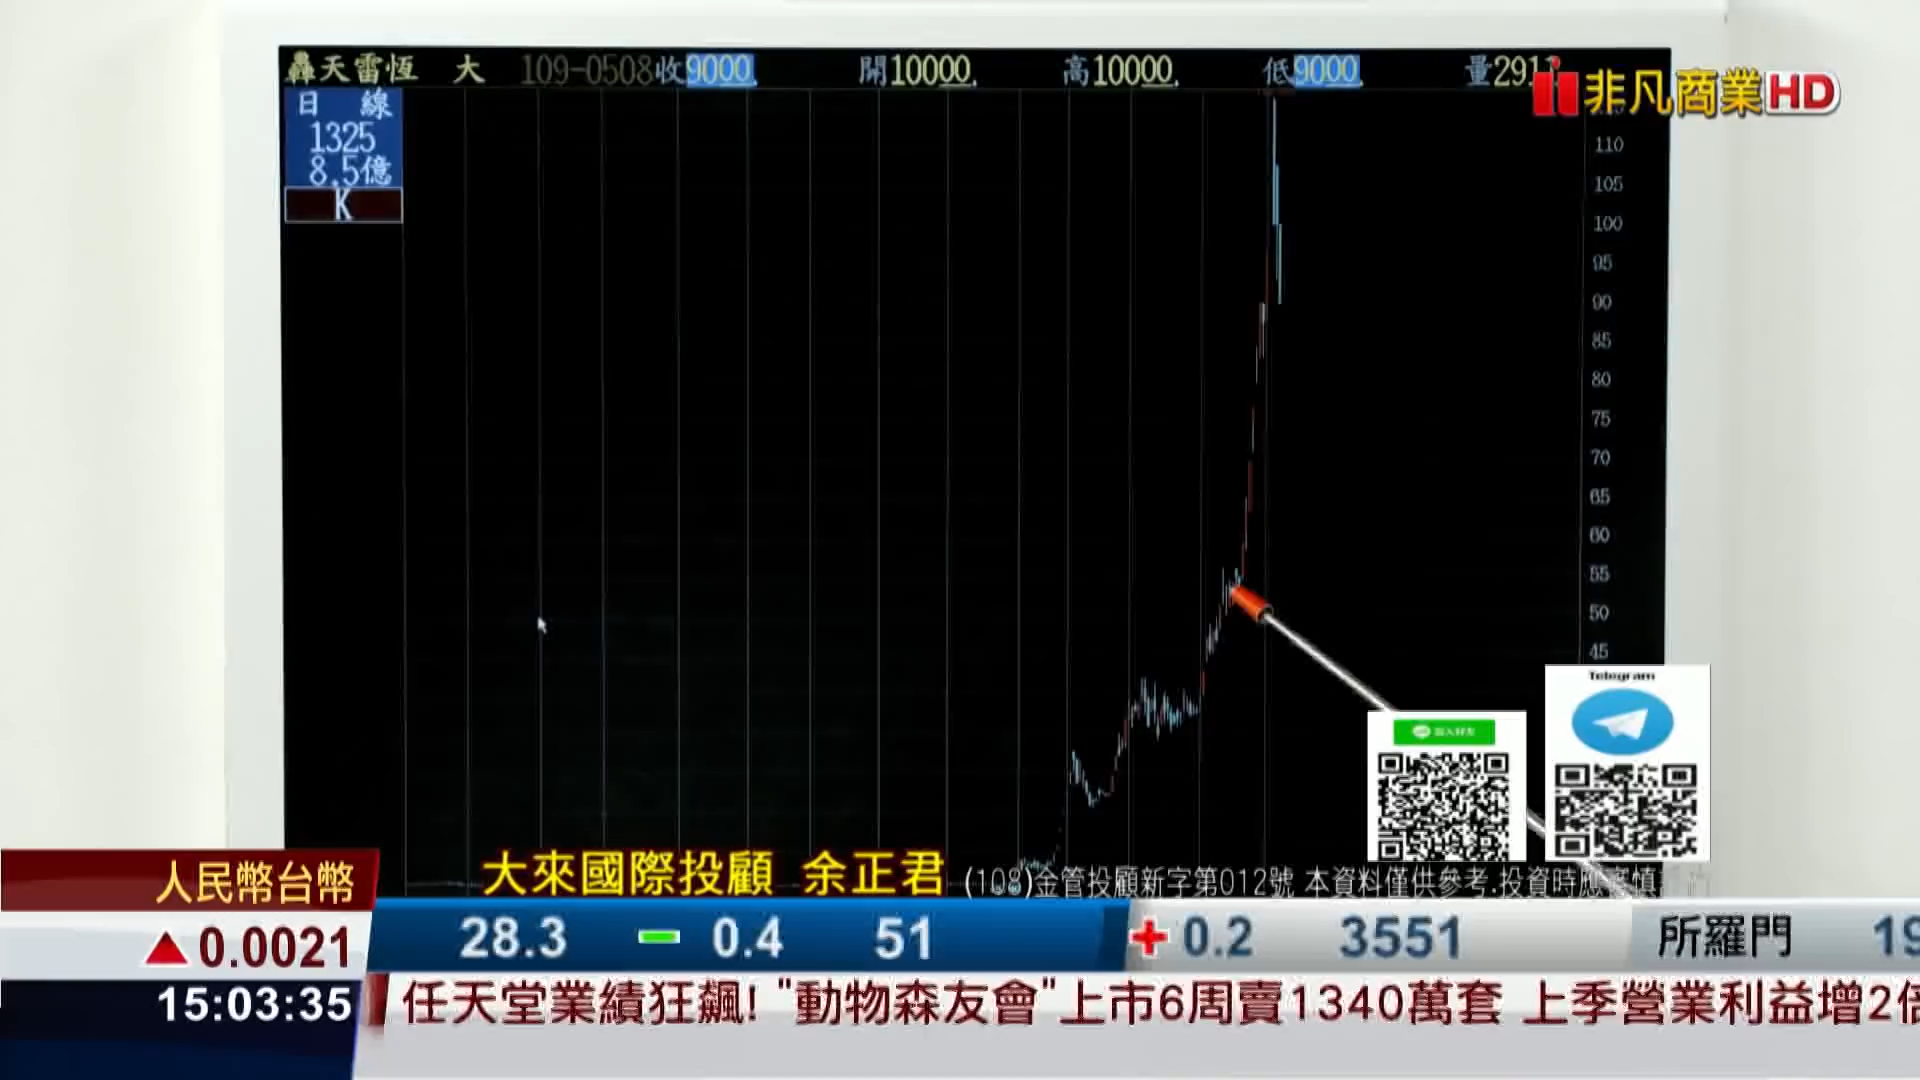 轟天雷恆 大 109-0508 收9000. 開10000. 高10000. 低9000. 量291
非凡商業HD
日 線
1325
8.5億
K
110
105
100
95
90
85
80
75
70
65
60
55
50
45
Telegram
人民幣台幣
▲0.0021
15:03:35
大來國際投顧 余正君
(108)金管投顧新字第012號 本資料僅供參考.投資時應審慎
28.3 0.4 51 + 0.2 3551 所羅門 19
任天堂業績狂飆! "動物森友會"上市6周賣1340萬套 上季營業利益增2倍